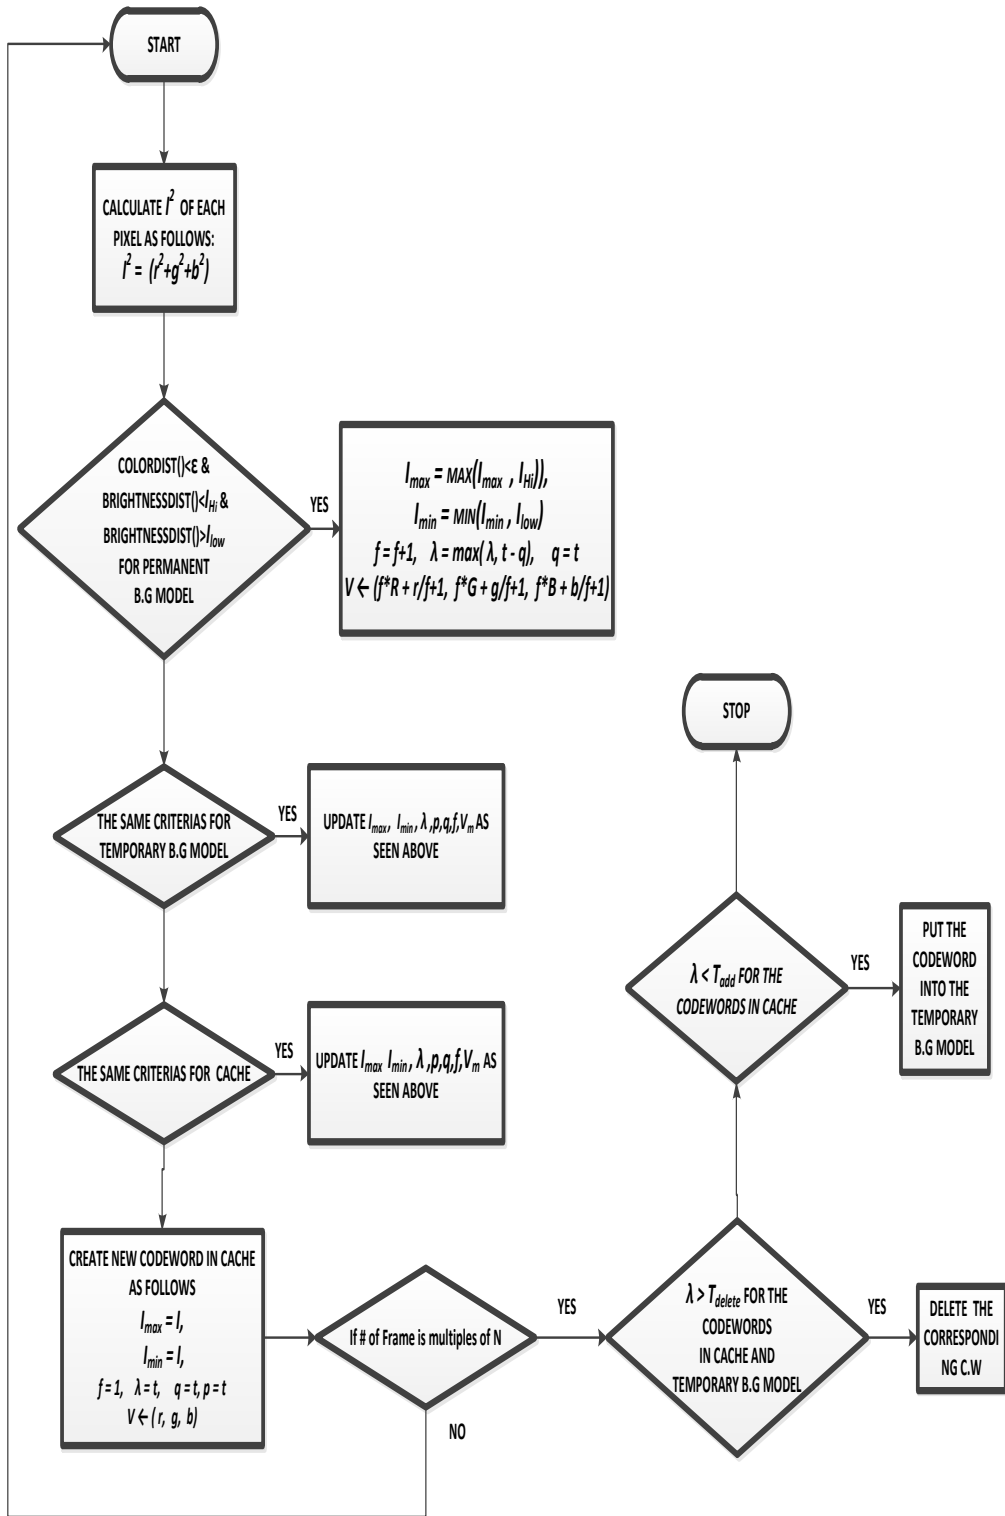 START
CALCULATE I² OF EACH
PIXEL AS FOLLOWS:
I² = (r²+g²+b²)
COLORDIST()<ε &
BRIGHTNESSDIST()<I_Hi &
BRIGHTNESSDIST()>I_low
FOR PERMANENT
B.G MODEL
YES
I_max = MAX(I_max , I_Hi)),
I_min = MIN(I_min , I_low)
f = f+1, λ = max( λ, t - q), q = t
V ← (f*R + r/f+1, f*G + g/f+1, f*B + b/f+1)
THE SAME CRITERIAS FOR
TEMPORARY B.G MODEL
YES
UPDATE I_max, I_min, λ ,p,q,f,V_m AS
SEEN ABOVE
THE SAME CRITERIAS FOR CACHE
YES
UPDATE I_max I_min, λ ,p,q,f,V_m AS
SEEN ABOVE
CREATE NEW CODEWORD IN CACHE
AS FOLLOWS
I_max = I,
I_min = I,
f = 1, λ = t, q = t, p = t
V ← ( r, g, b)
If # of Frame is multiples of N
YES
NO
λ > T_delete FOR THE
CODEWORDS
IN CACHE AND
TEMPORARY B.G MODEL
YES
DELETE THE
CORRESPONDI
NG C.W
λ < T_add FOR THE
CODEWORDS IN CACHE
YES
PUT THE
CODEWORD
INTO THE
TEMPORARY
B.G MODEL
STOP